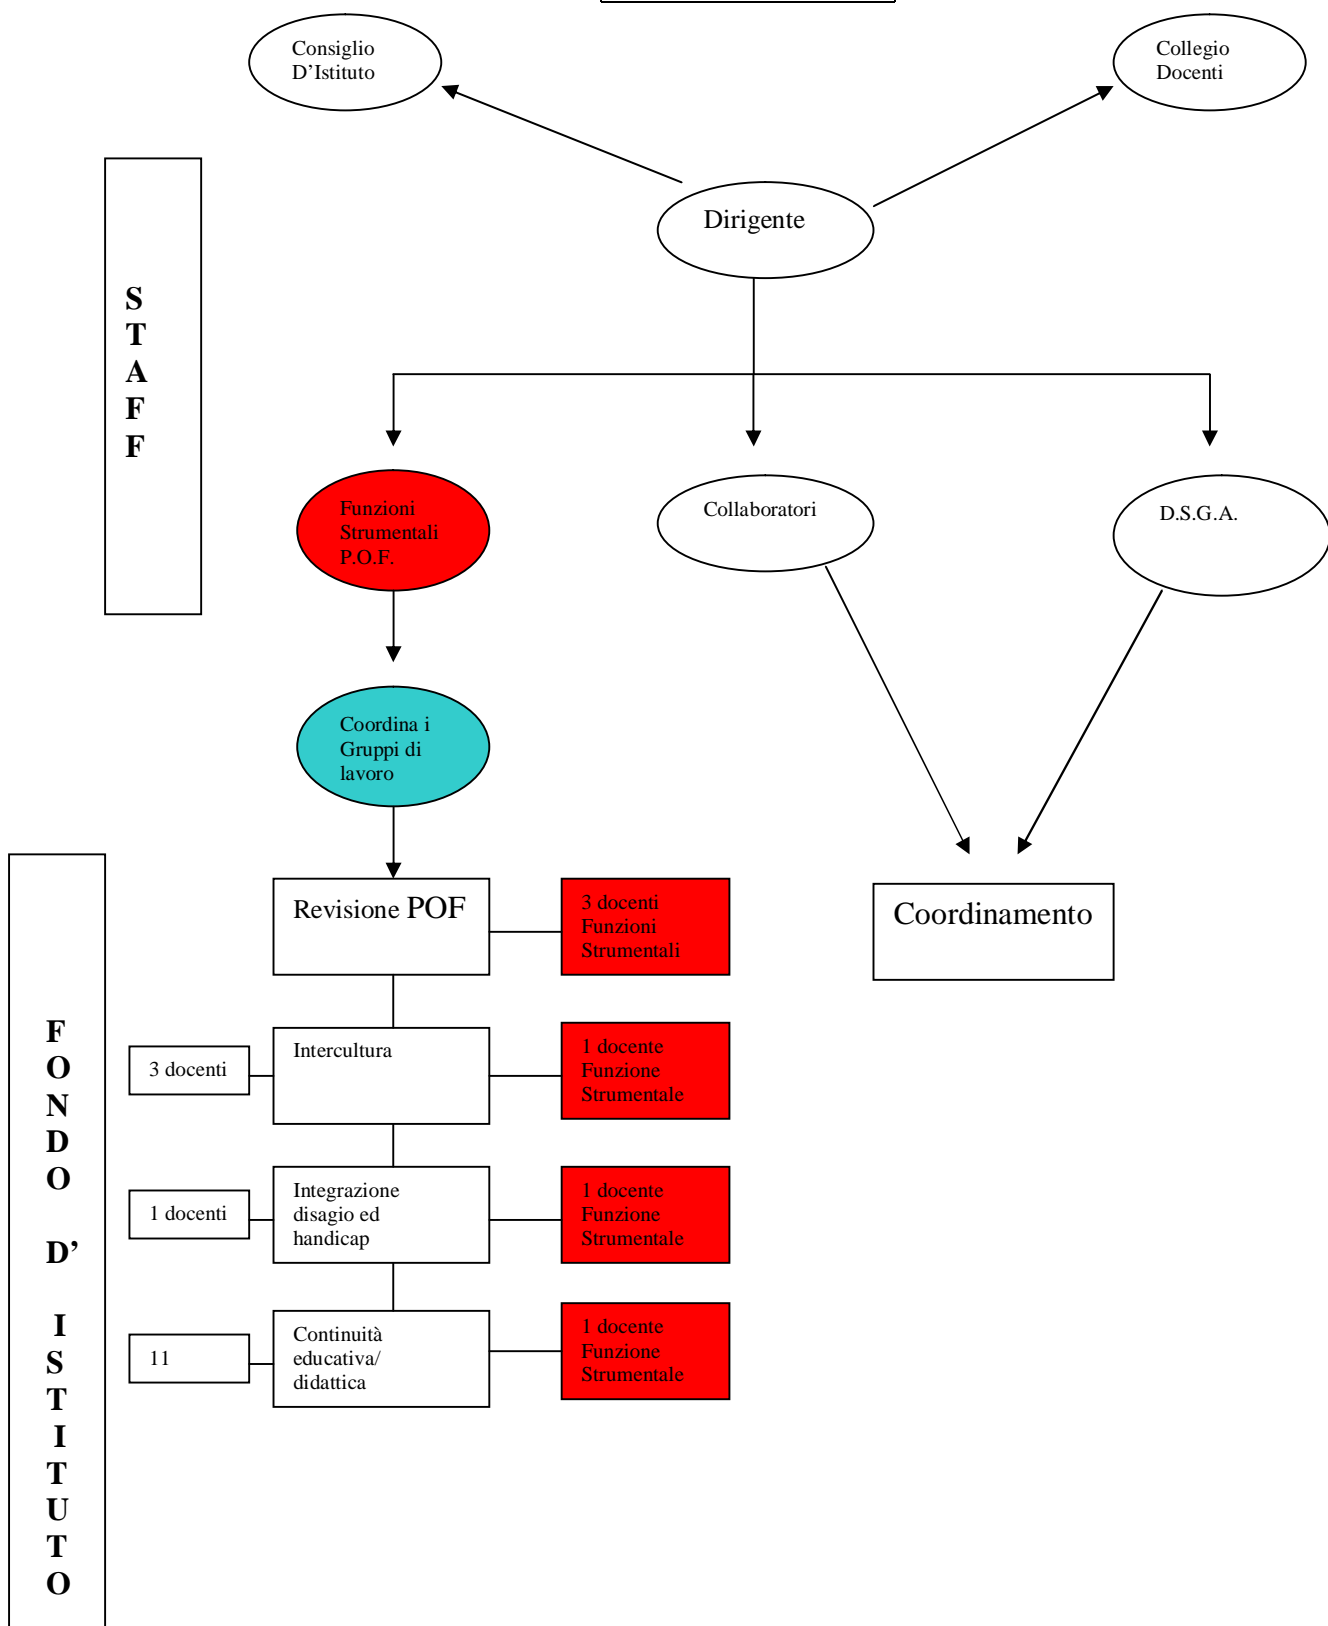 Consiglio
D’Istituto
Collegio
Docenti
Dirigente
S
T
A
F
F
Funzioni
Strumentali
P.O.F.
Collaboratori
D.S.G.A.
Coordina i
Gruppi di
lavoro
Revisione POF
3 docenti
Funzioni
Strumentali
Coordinamento
F
O
N
D
O
D’
I
S
T
I
T
U
T
O
3 docenti
Intercultura
1 docente
Funzione
Strumentale
1 docenti
Integrazione
disagio ed
handicap
1 docente
Funzione
Strumentale
11
Continuità
educativa/
didattica
1 docente
Funzione
Strumentale